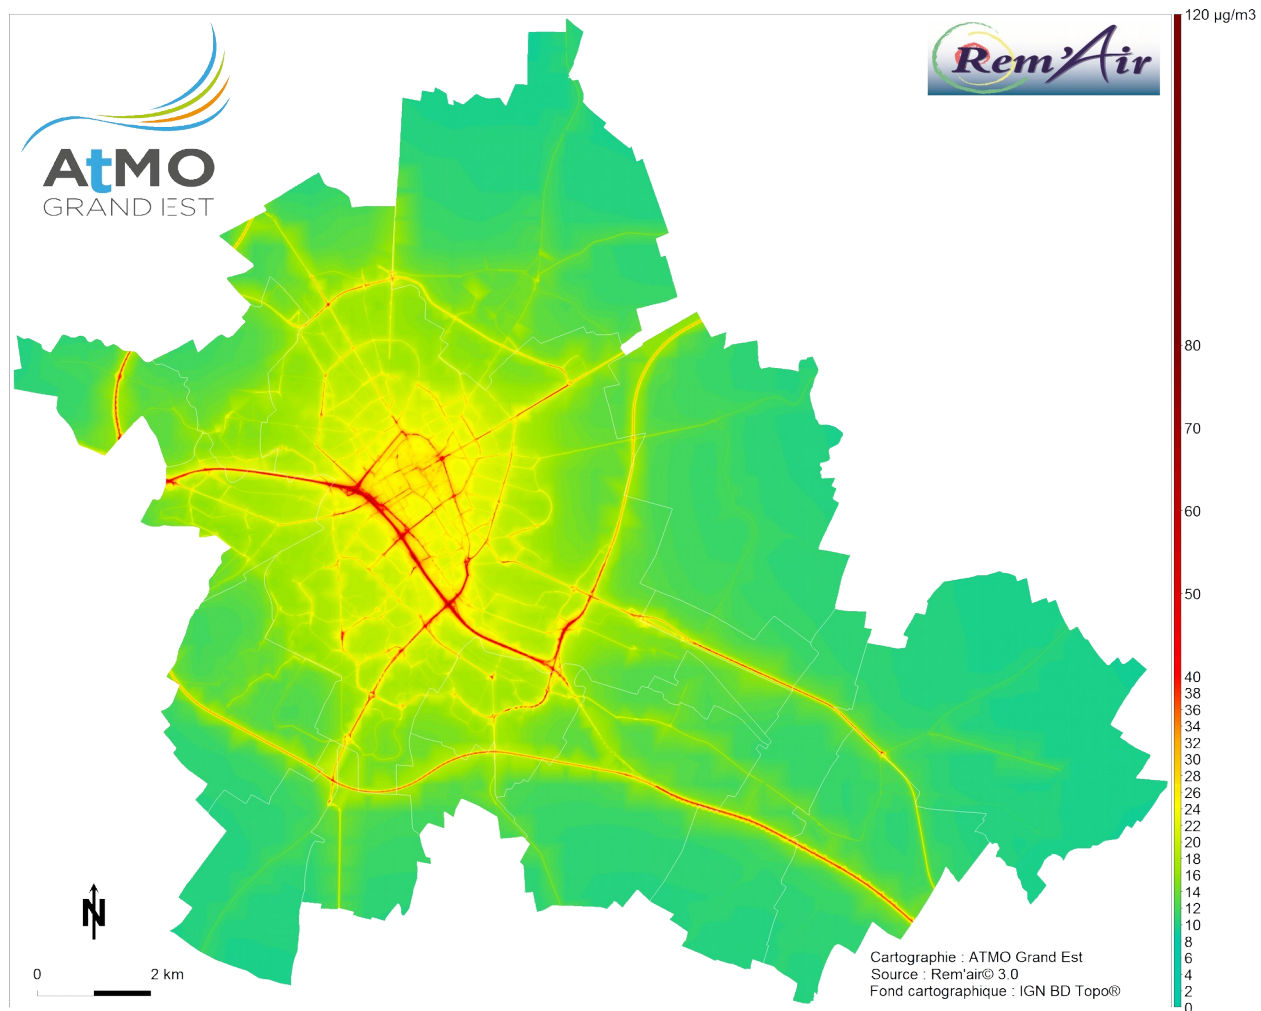 AtMO
GRAND EST
Rem'Air
120 µg/m3
80
70
60
50
40
38
36
34
32
30
28
26
24
22
20
18
16
14
12
10
8
6
4
2
0
N
0 2 km
Cartographie : ATMO Grand Est
Source : Rem'air© 3.0
Fond cartographique : IGN BD Topo®